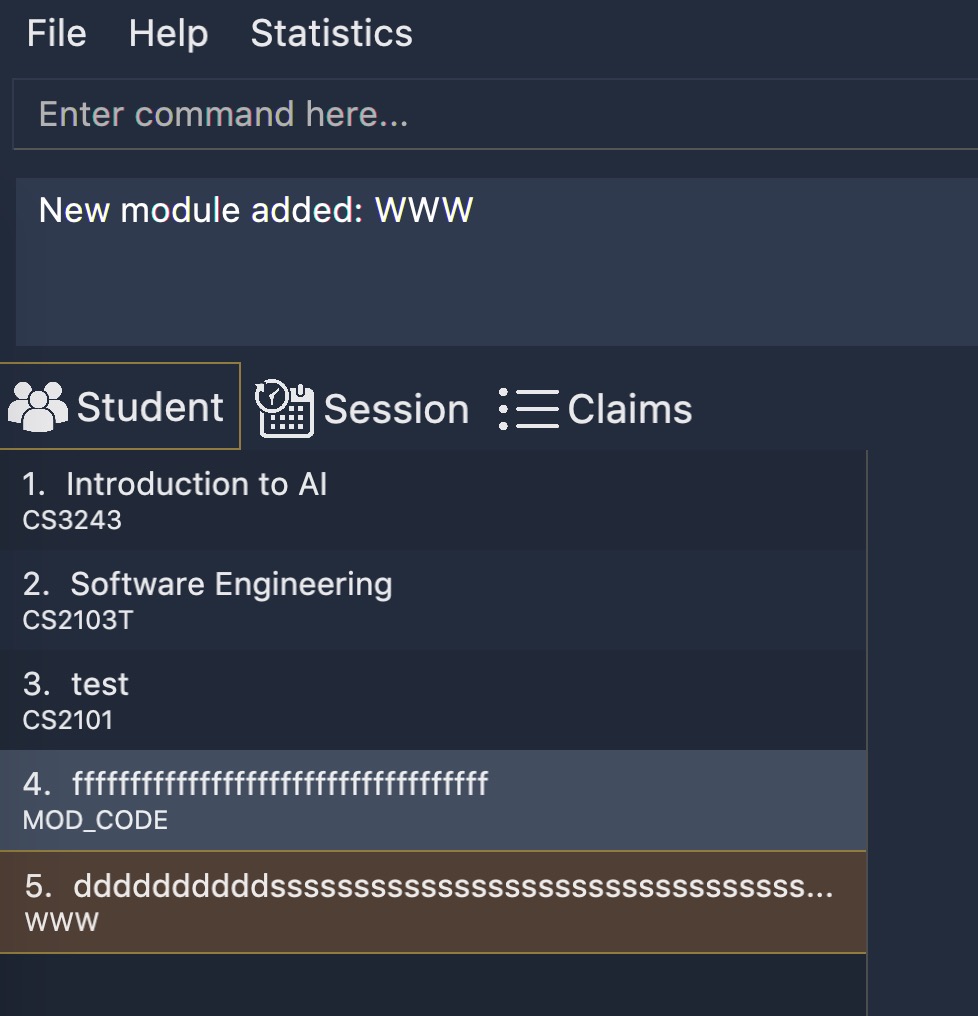 File Help Statistics
Enter command here...
New module added: WWW
Student Session Claims
1. Introduction to AI
CS3243
2. Software Engineering
CS2103T
3. test
CS2101
4. ffffffffffffffffffffffffffffffffffff
MOD_CODE
5. ddddddddddssssssssssssssssssssssssssssssss...
WWW